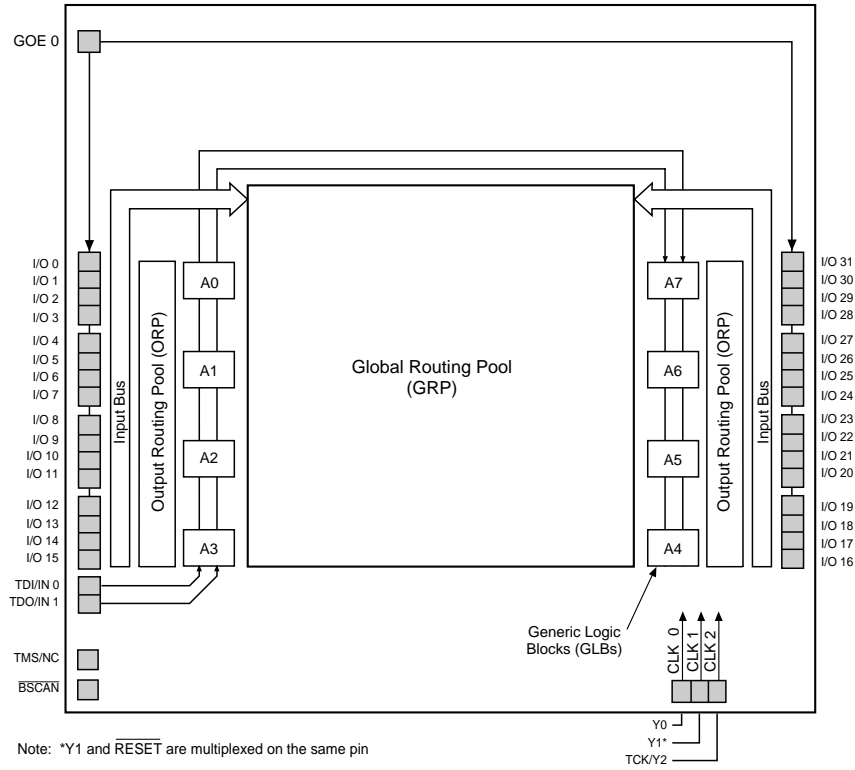 GOE 0
I/O 0
I/O 1
I/O 2
I/O 3
I/O 4
I/O 5
I/O 6
I/O 7
I/O 8
I/O 9
I/O 10
I/O 11
I/O 12
I/O 13
I/O 14
I/O 15
TDI/IN 0
TDO/IN 1
TMS/NC
BSCAN
Input Bus
Output Routing Pool (ORP)
A0
A1
A2
A3
Global Routing Pool
(GRP)
A7
A6
A5
A4
Output Routing Pool (ORP)
Input Bus
I/O 31
I/O 30
I/O 29
I/O 28
I/O 27
I/O 26
I/O 25
I/O 24
I/O 23
I/O 22
I/O 21
I/O 20
I/O 19
I/O 18
I/O 17
I/O 16
Generic Logic
Blocks (GLBs)
CLK 0
CLK 1
CLK 2
Y0
Y1*
TCK/Y2
Note: *Y1 and RESET are multiplexed on the same pin